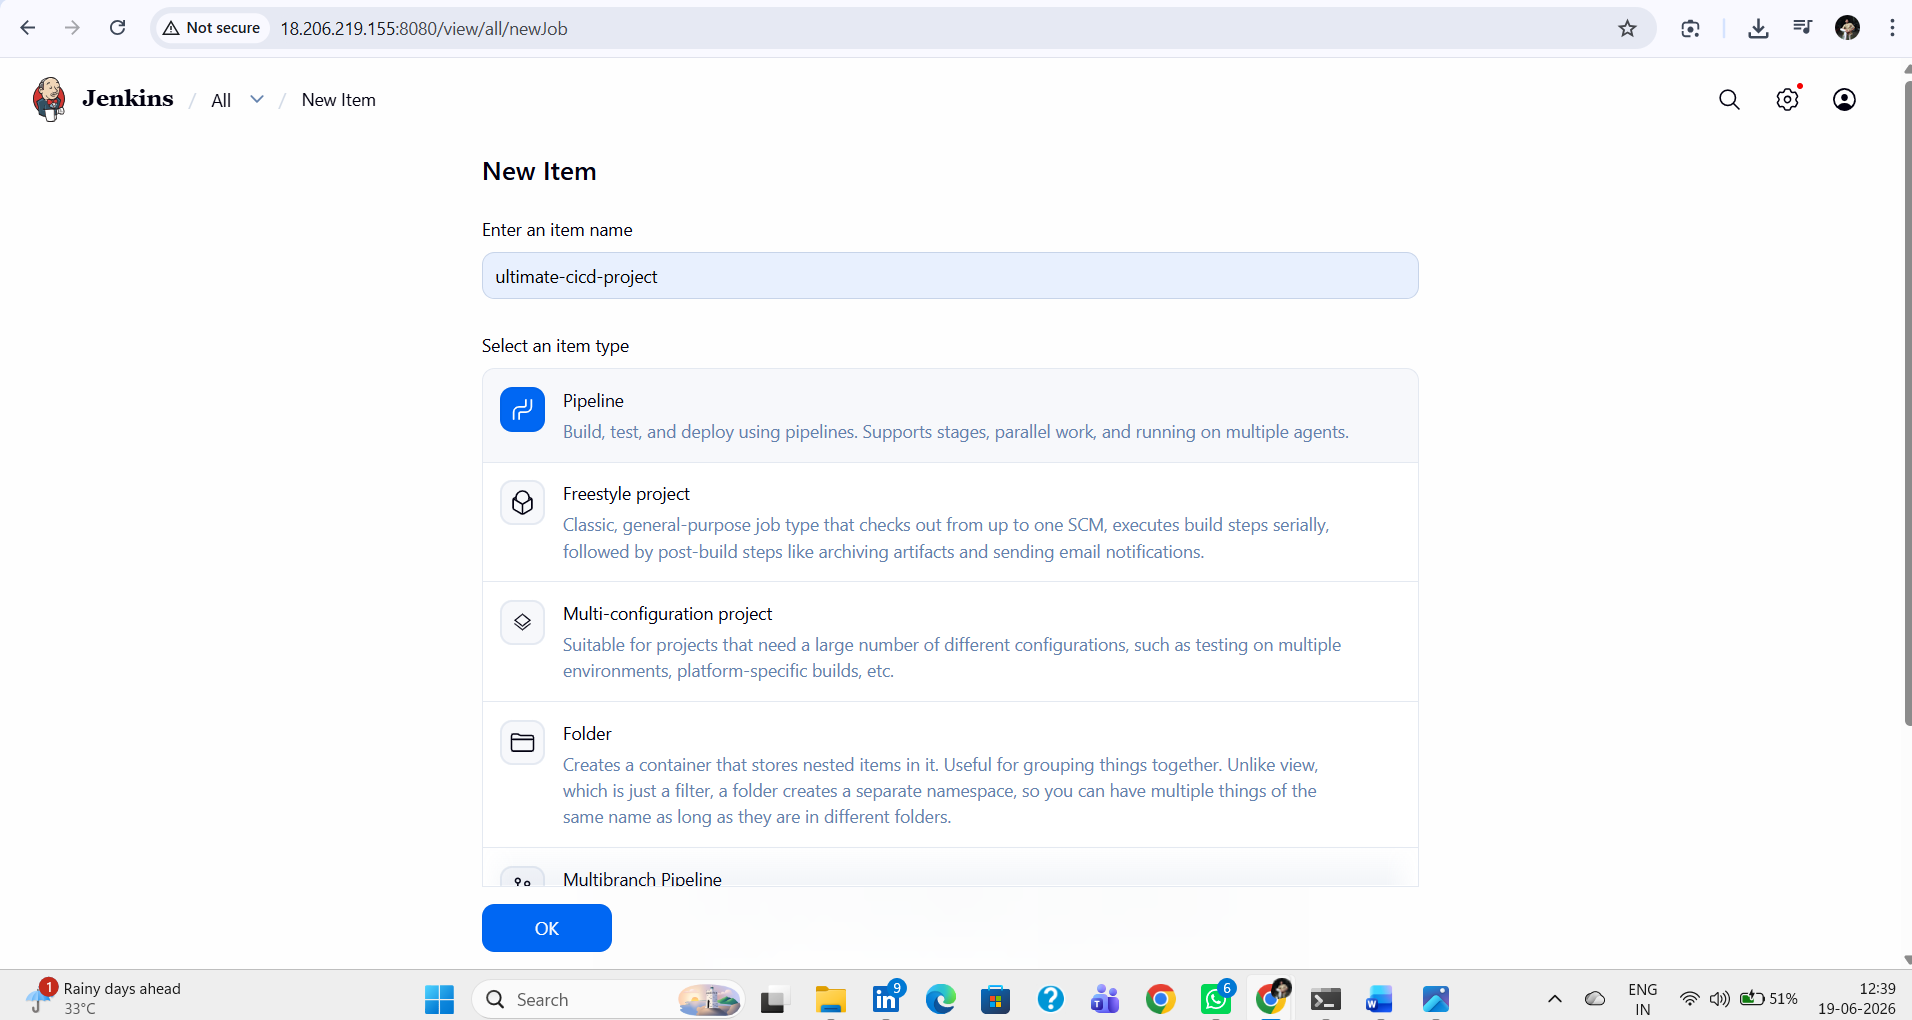 Not secure
18.206.219.155:8080/view/all/newJob
Jenkins / All / New Item
New Item
Enter an item name
ultimate-cicd-project
Select an item type
Pipeline
Build, test, and deploy using pipelines. Supports stages, parallel work, and running on multiple agents.
Freestyle project
Classic, general-purpose job type that checks out from up to one SCM, executes build steps serially,
followed by post-build steps like archiving artifacts and sending email notifications.
Multi-configuration project
Suitable for projects that need a large number of different configurations, such as testing on multiple
environments, platform-specific builds, etc.
Folder
Creates a container that stores nested items in it. Useful for grouping things together. Unlike view,
which is just a filter, a folder creates a separate namespace, so you can have multiple things of the
same name as long as they are in different folders.
Multibranch Pipeline
OK
1
Rainy days ahead
33°C
Search
9
6
ENG
IN
51%
12:39
19-06-2026